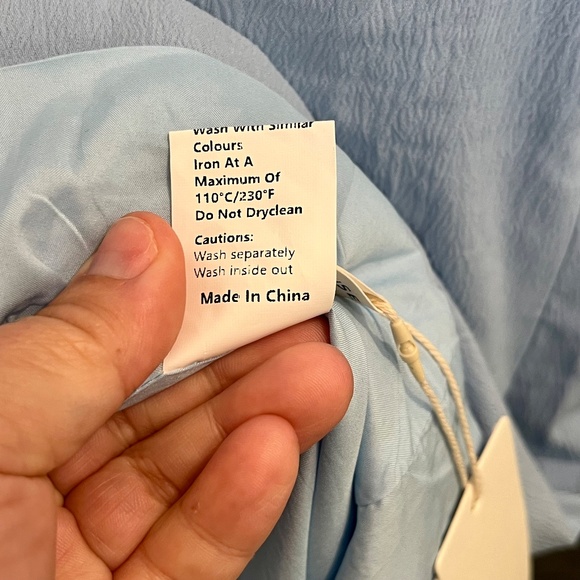 Wash With Similar
Colours
Iron At A
Maximum Of
110°C/230°F
Do Not Dryclean
Cautions:
Wash separately
Wash inside out
Made In China